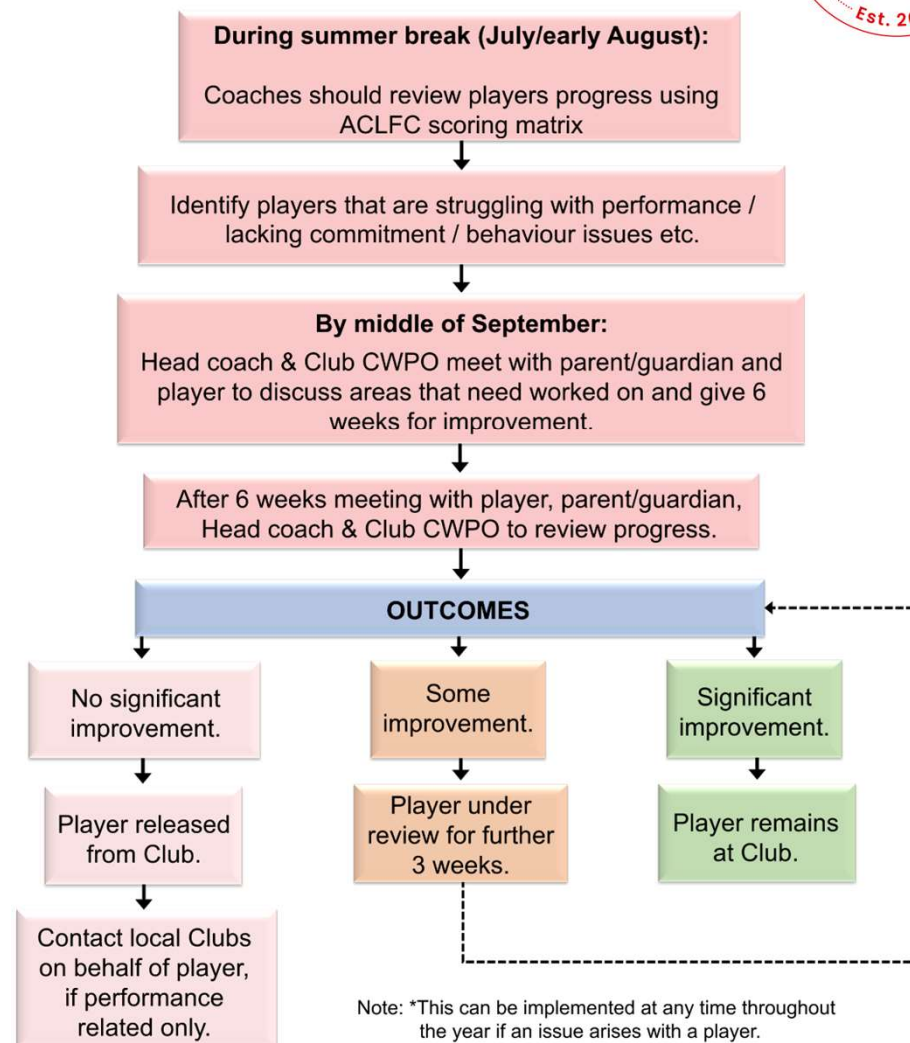 Est. 20
During summer break (July/early August):
Coaches should review players progress using
ACLFC scoring matrix
Identify players that are struggling with performance /
lacking commitment / behaviour issues etc.
By middle of September:
Head coach & Club CWPO meet with parent/guardian and
player to discuss areas that need worked on and give 6
weeks for improvement.
After 6 weeks meeting with player, parent/guardian,
Head coach & Club CWPO to review progress.
OUTCOMES
No significant
improvement.
Some
improvement.
Significant
improvement.
Player released
from Club.
Player under
review for further
3 weeks.
Player remains
at Club.
Contact local Clubs
on behalf of player,
if performance
related only.
Note: *This can be implemented at any time throughout
the year if an issue arises with a player.